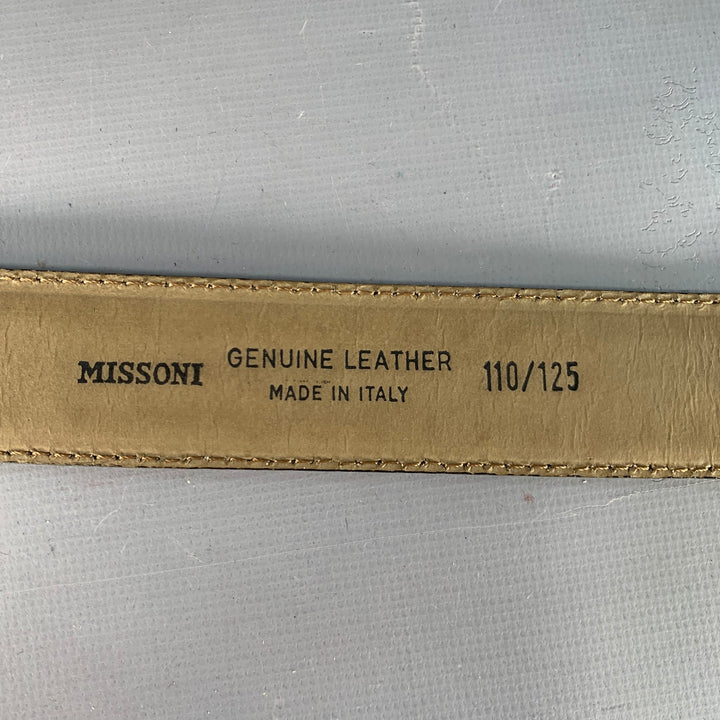 MISSONI GENUINE LEATHER 110/125
MADE IN ITALY